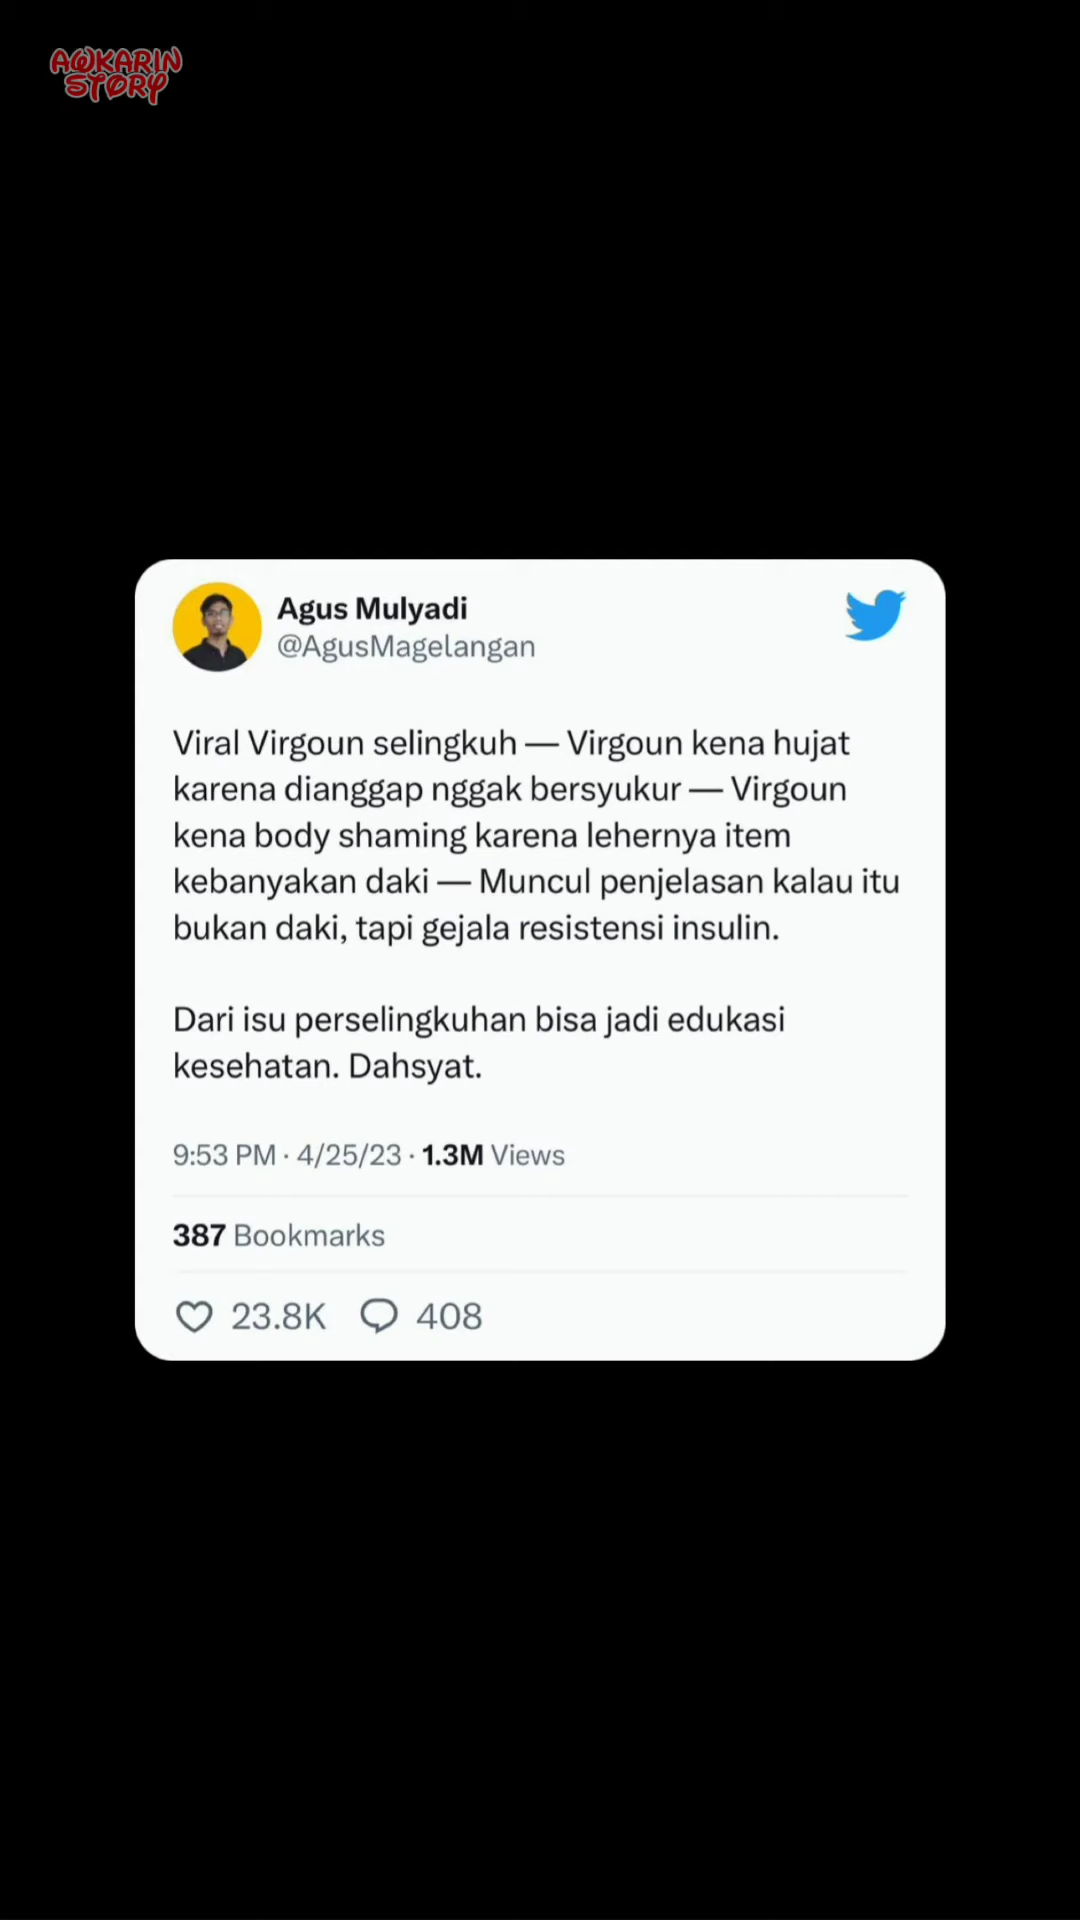 AWKARIN
STORY
Agus Mulyadi
@AgusMagelangan
Viral Virgoun selingkuh — Virgoun kena hujat
karena dianggap nggak bersyukur — Virgoun
kena body shaming karena lehernya item
kebanyakan daki — Muncul penjelasan kalau itu
bukan daki, tapi gejala resistensi insulin.
Dari isu perselingkuhan bisa jadi edukasi
kesehatan. Dahsyat.
9:53 PM · 4/25/23 · 1.3M Views
387 Bookmarks
23.8K 408